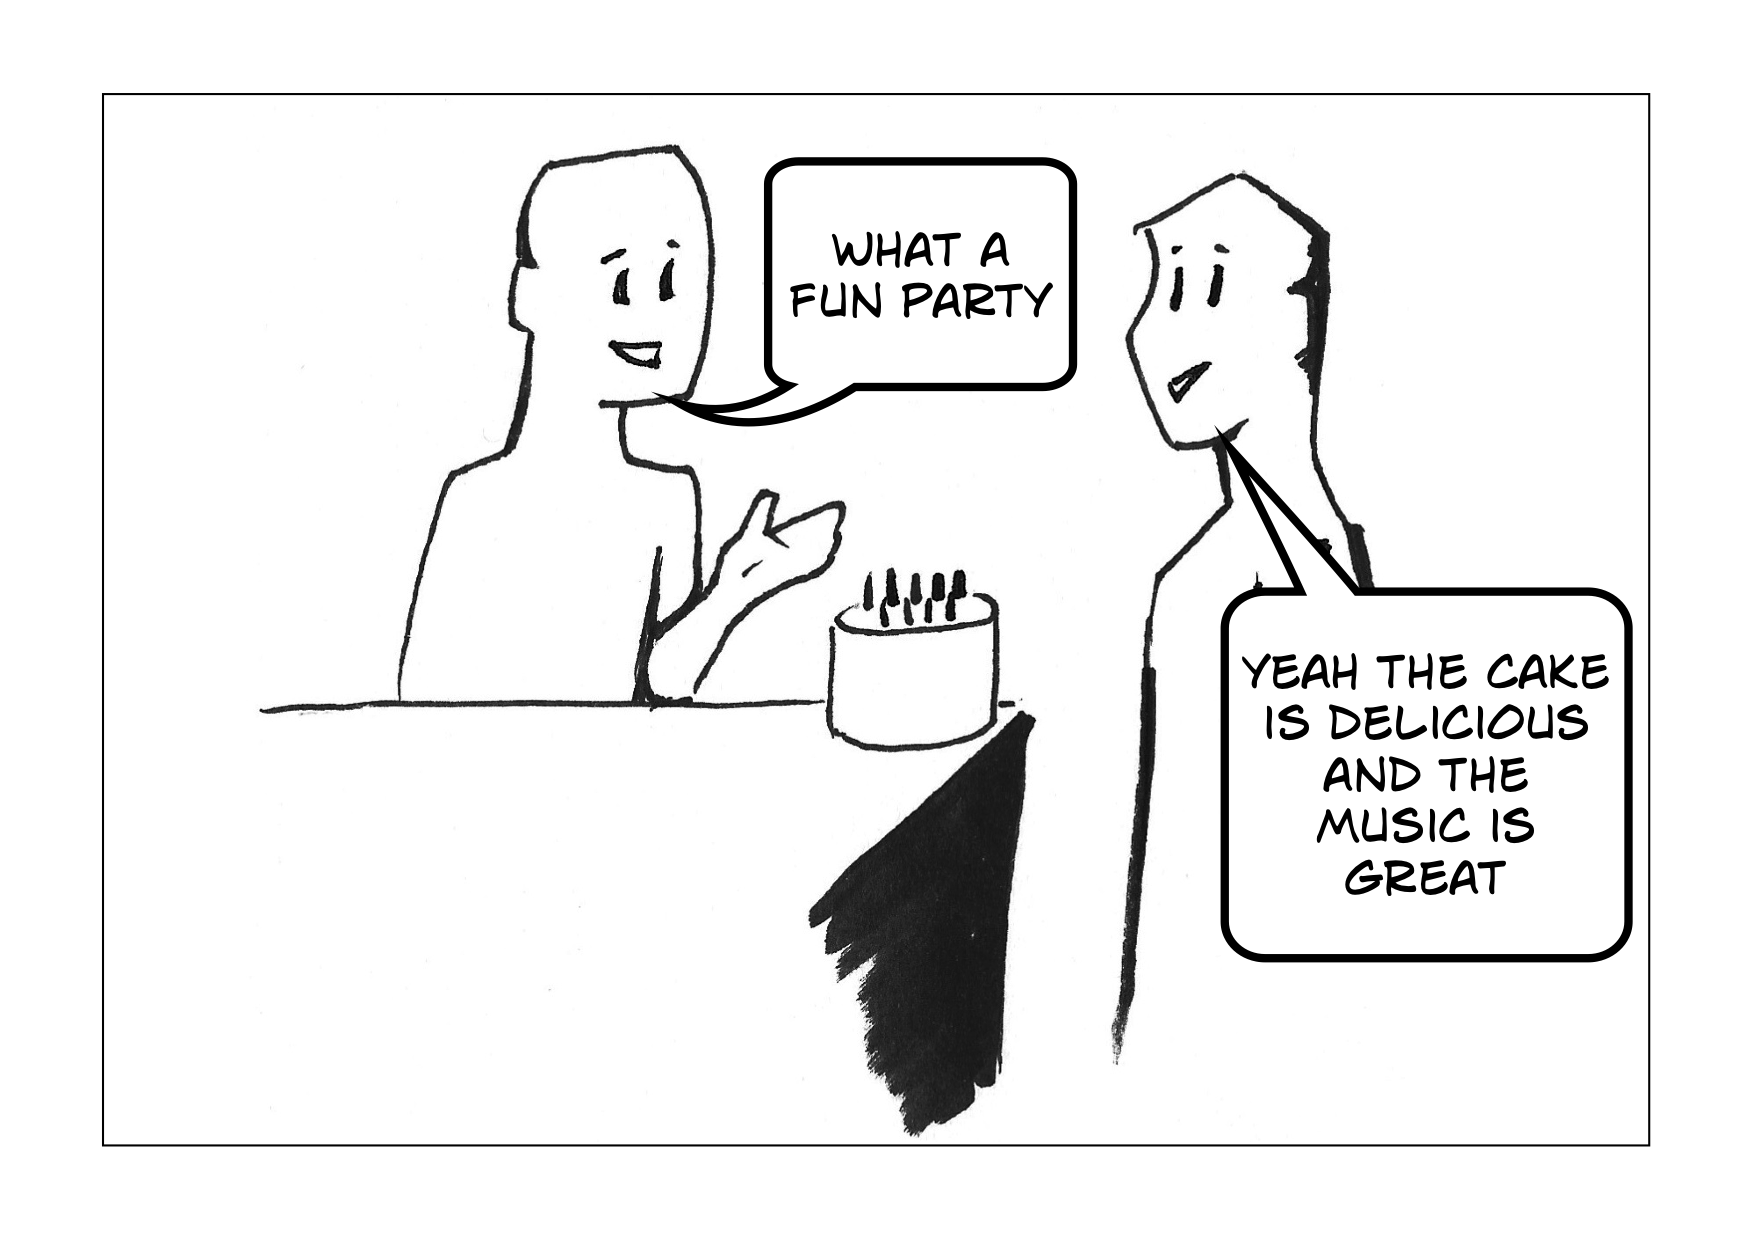 WHAT A
FUN PARTY
YEAH THE CAKE
IS DELICIOUS
AND THE
MUSIC IS
GREAT